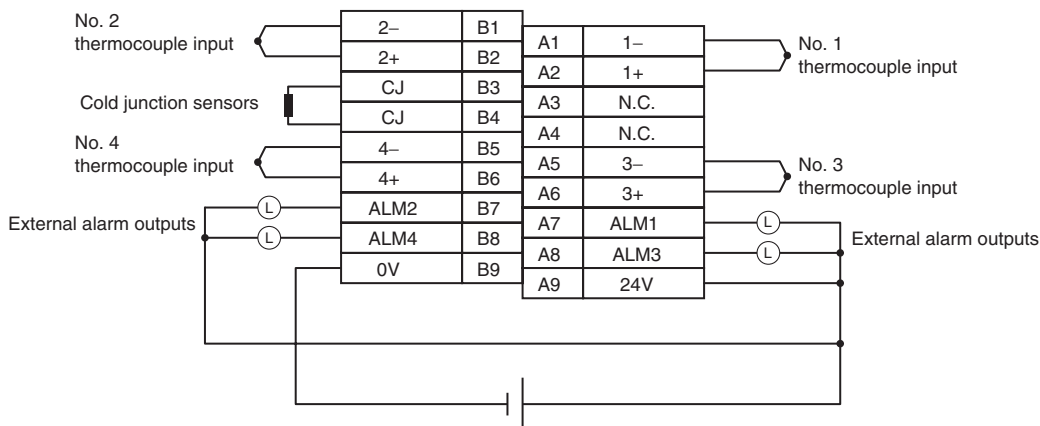 No. 2
thermocouple input
2– B1
2+ B2
Cold junction sensors
CJ B3
CJ B4
No. 4
thermocouple input
4– B5
4+ B6
External alarm outputs
L ALM2 B7
L ALM4 B8
0V B9
A1 1–
A2 1+
No. 1
thermocouple input
A3 N.C.
A4 N.C.
A5 3–
A6 3+
No. 3
thermocouple input
A7 ALM1 L
A8 ALM3 L
External alarm outputs
A9 24V